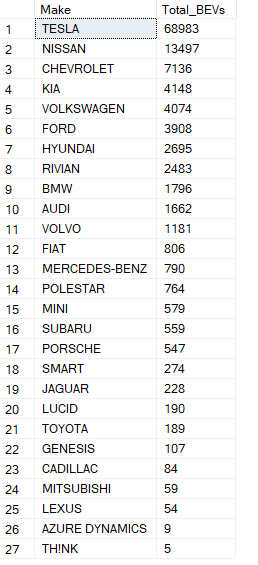 Make Total_BEVs
1 TESLA 68983
2 NISSAN 13497
3 CHEVROLET 7136
4 KIA 4148
5 VOLKSWAGEN 4074
6 FORD 3908
7 HYUNDAI 2695
8 RIVIAN 2483
9 BMW 1796
10 AUDI 1662
11 VOLVO 1181
12 FIAT 806
13 MERCEDES-BENZ 790
14 POLESTAR 764
15 MINI 579
16 SUBARU 559
17 PORSCHE 547
18 SMART 274
19 JAGUAR 228
20 LUCID 190
21 TOYOTA 189
22 GENESIS 107
23 CADILLAC 84
24 MITSUBISHI 59
25 LEXUS 54
26 AZURE DYNAMICS 9
27 TH!NK 5